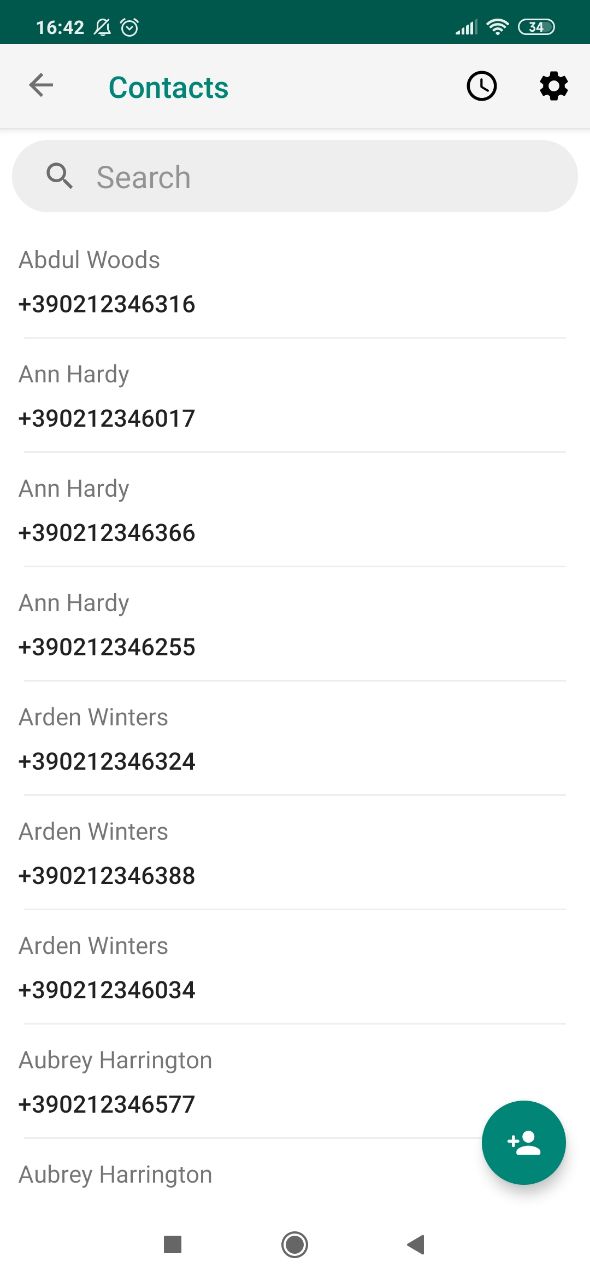 16:42
34
Contacts
Search
Abdul Woods
+390212346316
Ann Hardy
+390212346017
Ann Hardy
+390212346366
Ann Hardy
+390212346255
Arden Winters
+390212346324
Arden Winters
+390212346388
Arden Winters
+390212346034
Aubrey Harrington
+390212346577
Aubrey Harrington